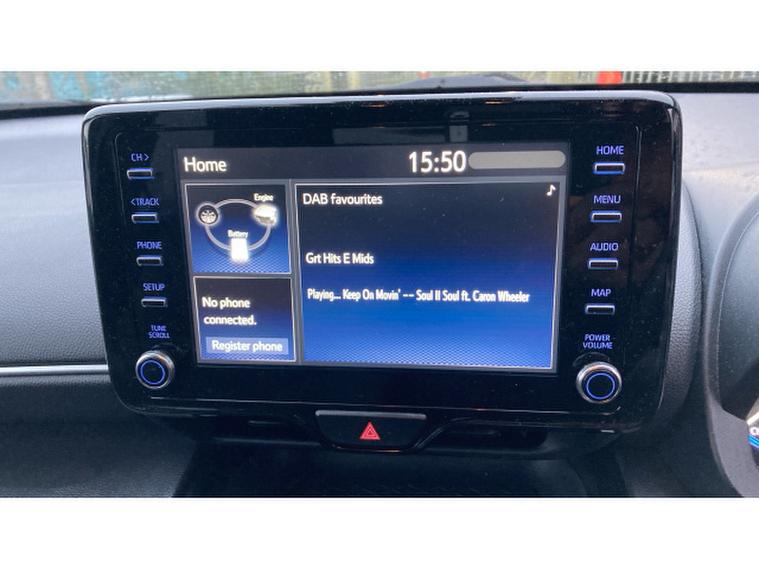 CH >
< TRACK
PHONE
SETUP
TUNE
SCROLL
Home
15:50
Engine
Battery
No phone
connected.
Register phone
DAB favourites
Grt Hits E Mids
Playing... Keep On Movin' -- Soul II Soul ft. Caron Wheeler
HOME
MENU
AUDIO
MAP
POWER
VOLUME